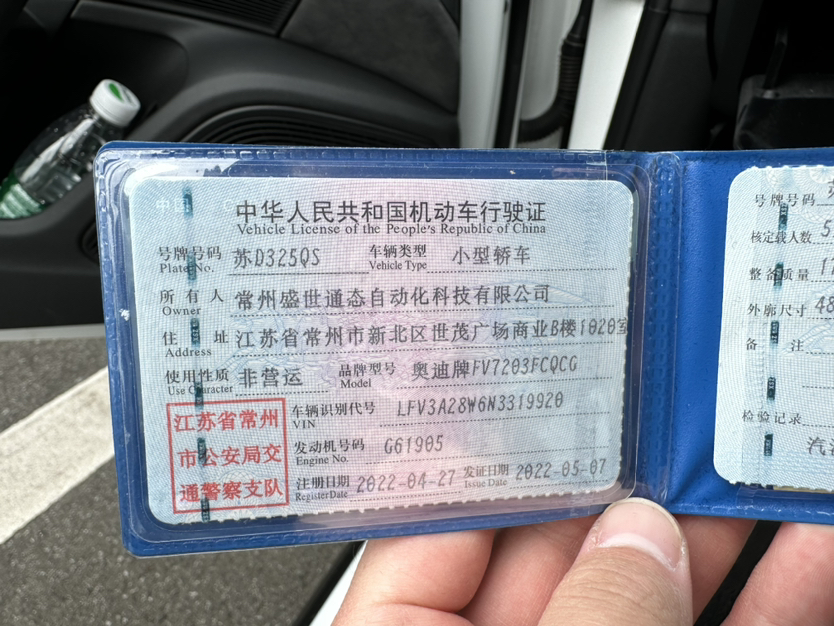 中华人民共和国机动车行驶证
Vehicle License of the People's Republic of China
号牌号码 苏D325QS 车辆类型 小型轿车
Plate No. Vehicle Type
所有人 常州盛世通态自动化科技有限公司
Owner
住址 江苏省常州市新北区世茂广场商业B楼1020室
Address
使用性质 非营运 品牌型号 奥迪牌FV7203FCQCG
Use Character Model
江苏省常州
市公安局交
通警察支队
车辆识别代号 LFV3A28W6N3319920
VIN
发动机号码 G61905
Engine No.
注册日期 2022-04-27 发证日期 2022-05-07
Register Date Issue Date
号牌号码
核定载人数 5
整备质量
外廓尺寸 48
备注
检验记录